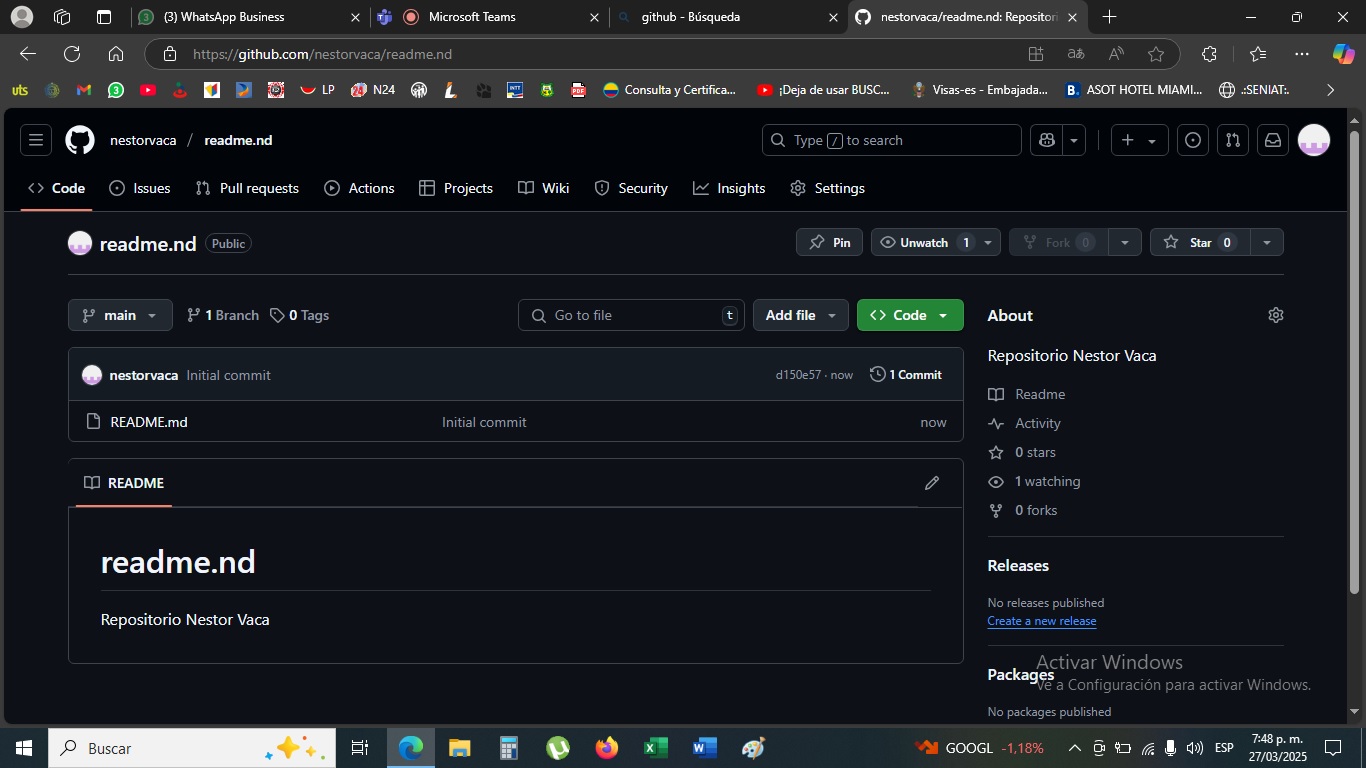 (3) WhatsApp Business
Microsoft Teams
github - Búsqueda
nestorvaca/readme.nd: Repositori
https://github.com/nestorvaca/readme.nd
uts
LP
N24
Consulta y Certifica...
¡Deja de usar BUSC...
Visas-es - Embajada...
ASOT HOTEL MIAMI...
.:SENIAT:.
nestorvaca / readme.nd
Type / to search
Code
Issues
Pull requests
Actions
Projects
Wiki
Security
Insights
Settings
readme.nd Public
Pin
Unwatch 1
Fork 0
Star 0
main
1 Branch
0 Tags
Go to file t
Add file
Code
nestorvaca Initial commit
d150e57 · now
1 Commit
README.md Initial commit now
README
readme.nd
Repositorio Nestor Vaca
About
Repositorio Nestor Vaca
Readme
Activity
0 stars
1 watching
0 forks
Releases
No releases published
Create a new release
Packages
No packages published
Activar Windows
Ve a Configuración para activar Windows.
Buscar
GOOGL -1,18%
ESP
7:48 p. m.
27/03/2025